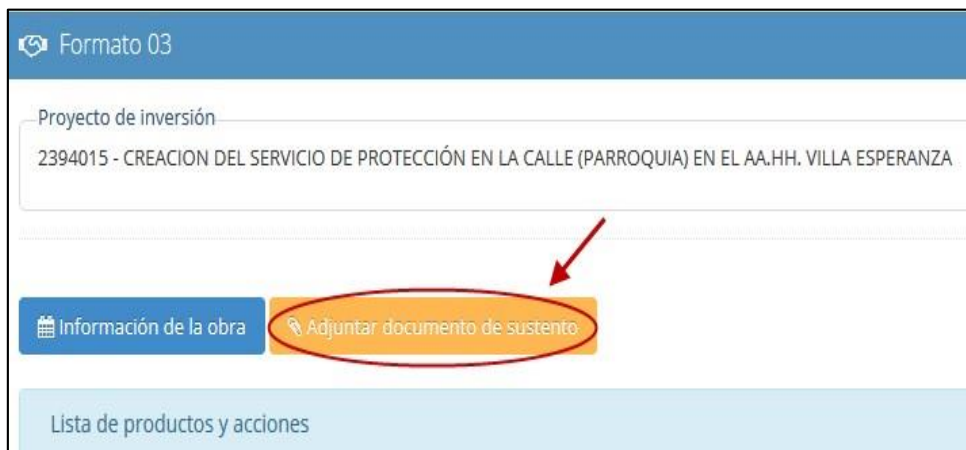 Formato 03
Proyecto de inversión
2394015 - CREACION DEL SERVICIO DE PROTECCIÓN EN LA CALLE (PARROQUIA) EN EL AA.HH. VILLA ESPERANZA
Información de la obra
Adjuntar documento de sustento
Lista de productos y acciones